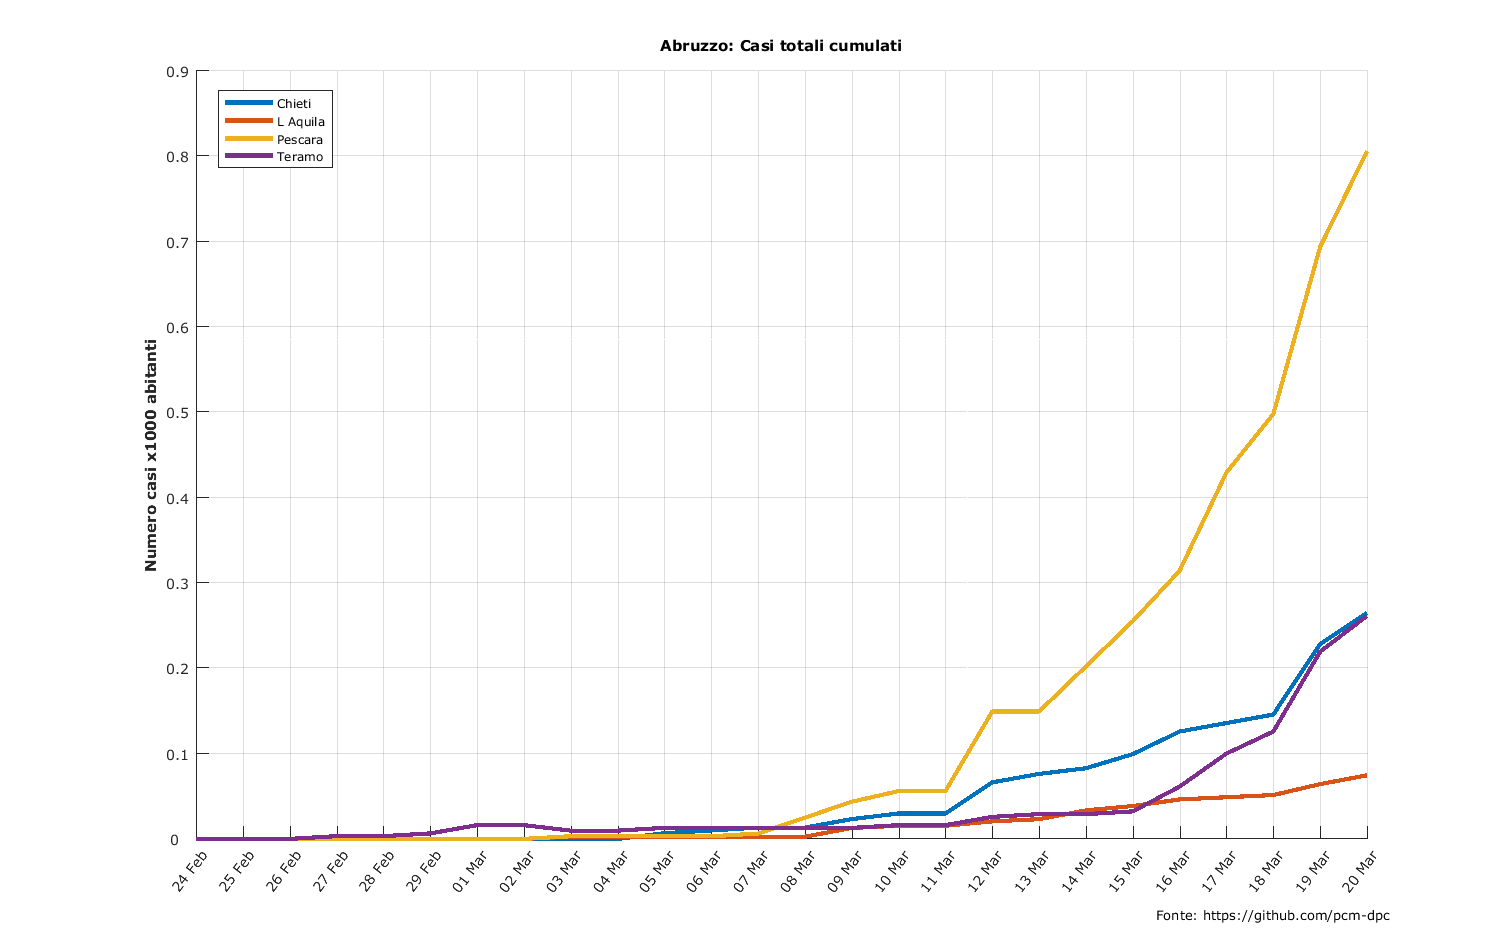 Abruzzo: Casi totali cumulati
Chieti
L Aquila
Pescara
Teramo
Numero casi x1000 abitanti
0.9
0.8
0.7
0.6
0.5
0.4
0.3
0.2
0.1
0
24 Feb
25 Feb
26 Feb
27 Feb
28 Feb
29 Feb
01 Mar
02 Mar
03 Mar
04 Mar
05 Mar
06 Mar
07 Mar
08 Mar
09 Mar
10 Mar
11 Mar
12 Mar
13 Mar
14 Mar
15 Mar
16 Mar
17 Mar
18 Mar
19 Mar
20 Mar
Fonte: https://github.com/pcm-dpc